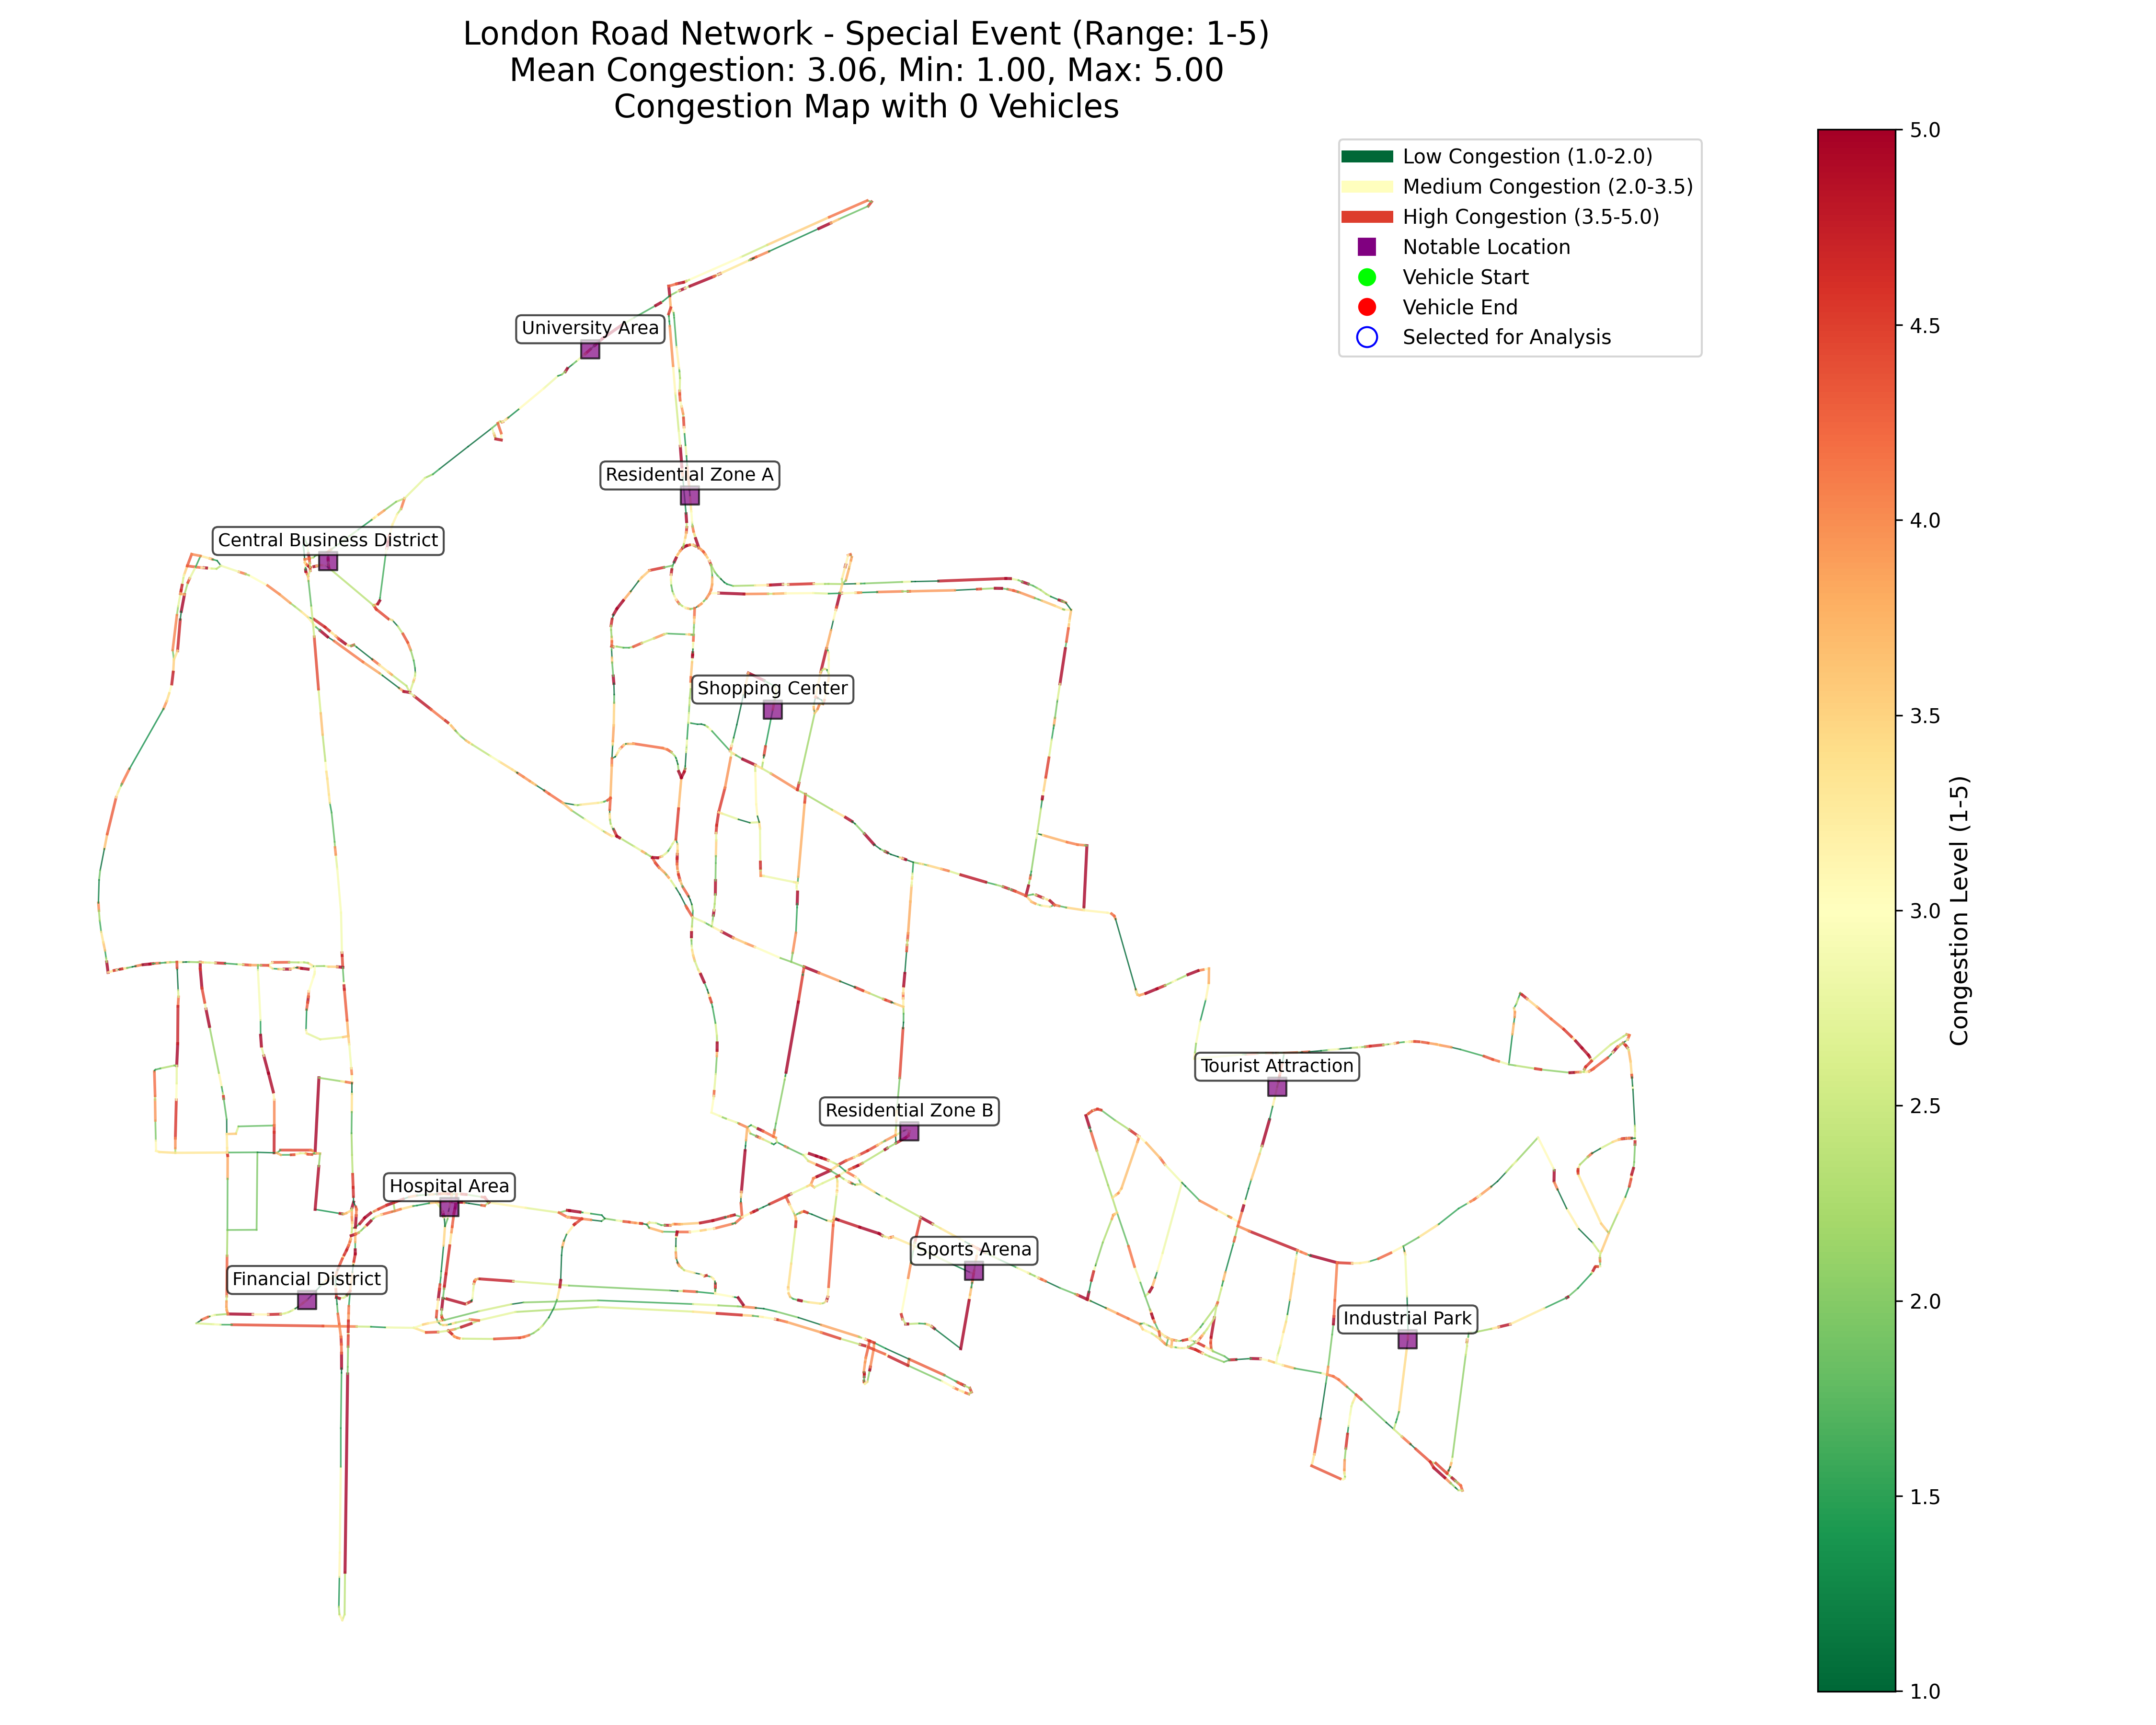 London Road Network - Special Event (Range: 1-5)
Mean Congestion: 3.06, Min: 1.00, Max: 5.00
Congestion Map with 0 Vehicles
Low Congestion (1.0-2.0)
Medium Congestion (2.0-3.5)
High Congestion (3.5-5.0)
Notable Location
Vehicle Start
Vehicle End
Selected for Analysis
University Area
Residential Zone A
Central Business District
Shopping Center
Tourist Attraction
Residential Zone B
Hospital Area
Sports Arena
Financial District
Industrial Park
5.0
4.5
4.0
3.5
3.0
2.5
2.0
1.5
1.0
Congestion Level (1-5)